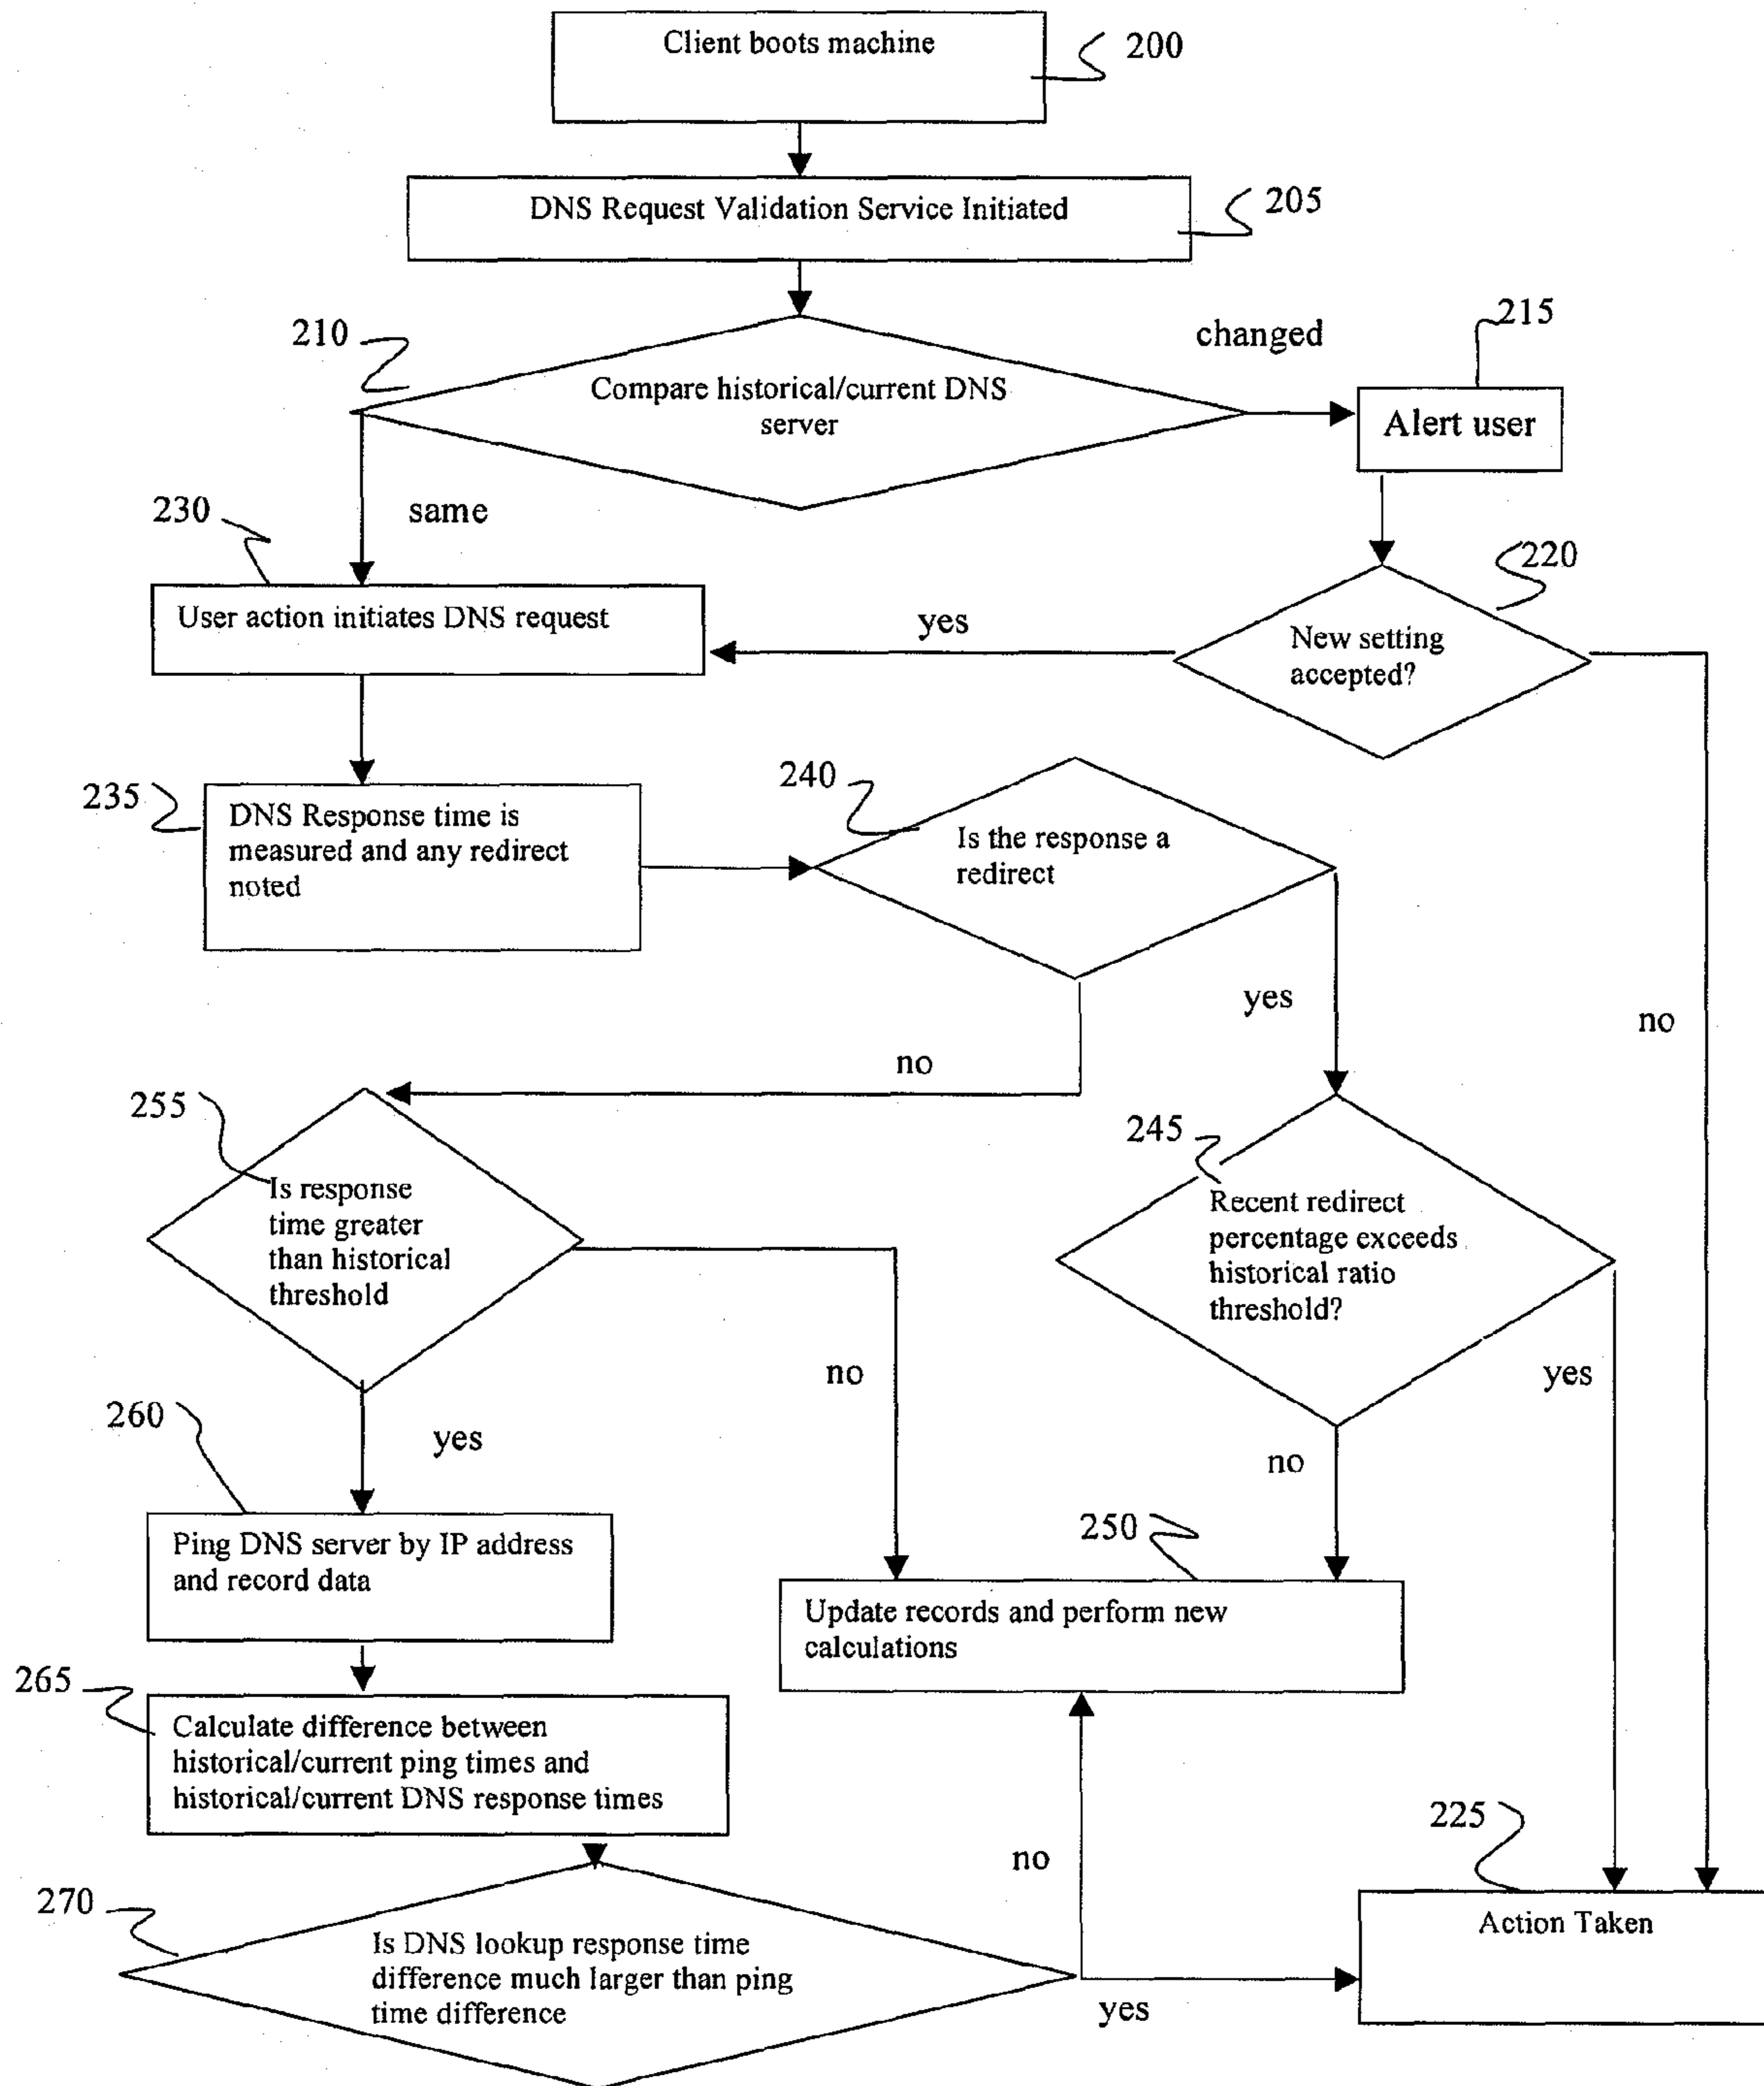 Client boots machine
200
DNS Request Validation Service Initiated
205
210
changed
215
Compare historical/current DNS
server
Alert user
230
same
220
User action initiates DNS request
yes
New setting
accepted?
235
DNS Response time is
measured and any redirect
noted
240
Is the response a
redirect
yes
no
no
255
Is response
time greater
than historical
threshold
245
Recent redirect
percentage exceeds
historical ratio
threshold?
no
yes
260
yes
no
Ping DNS server by IP address
and record data
250
Update records and perform new
calculations
265
Calculate difference between
historical/current ping times and
historical/current DNS response times
225
no
270
Is DNS lookup response time
difference much larger than ping
time difference
Action Taken
yes